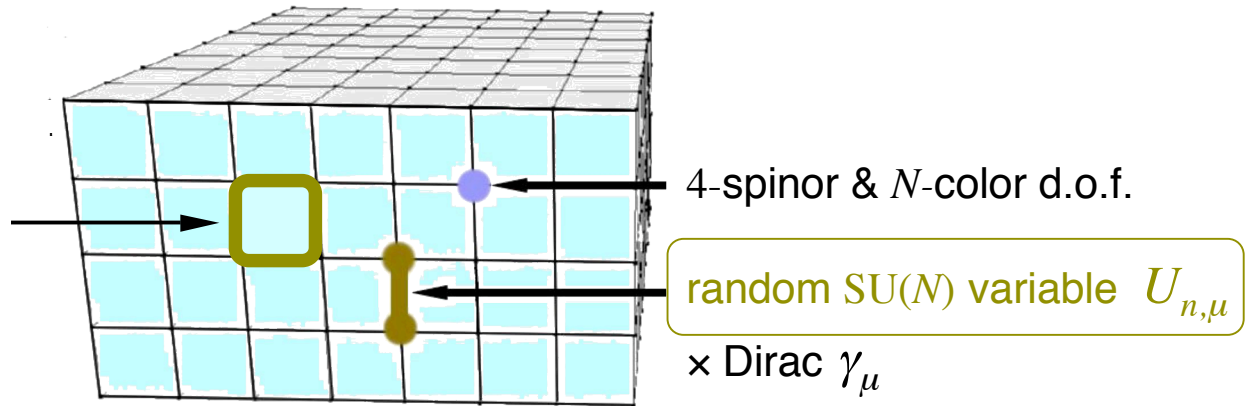 4-spinor & N-color d.o.f.
random SU(N) variable U_{n,μ}
× Dirac γ_μ